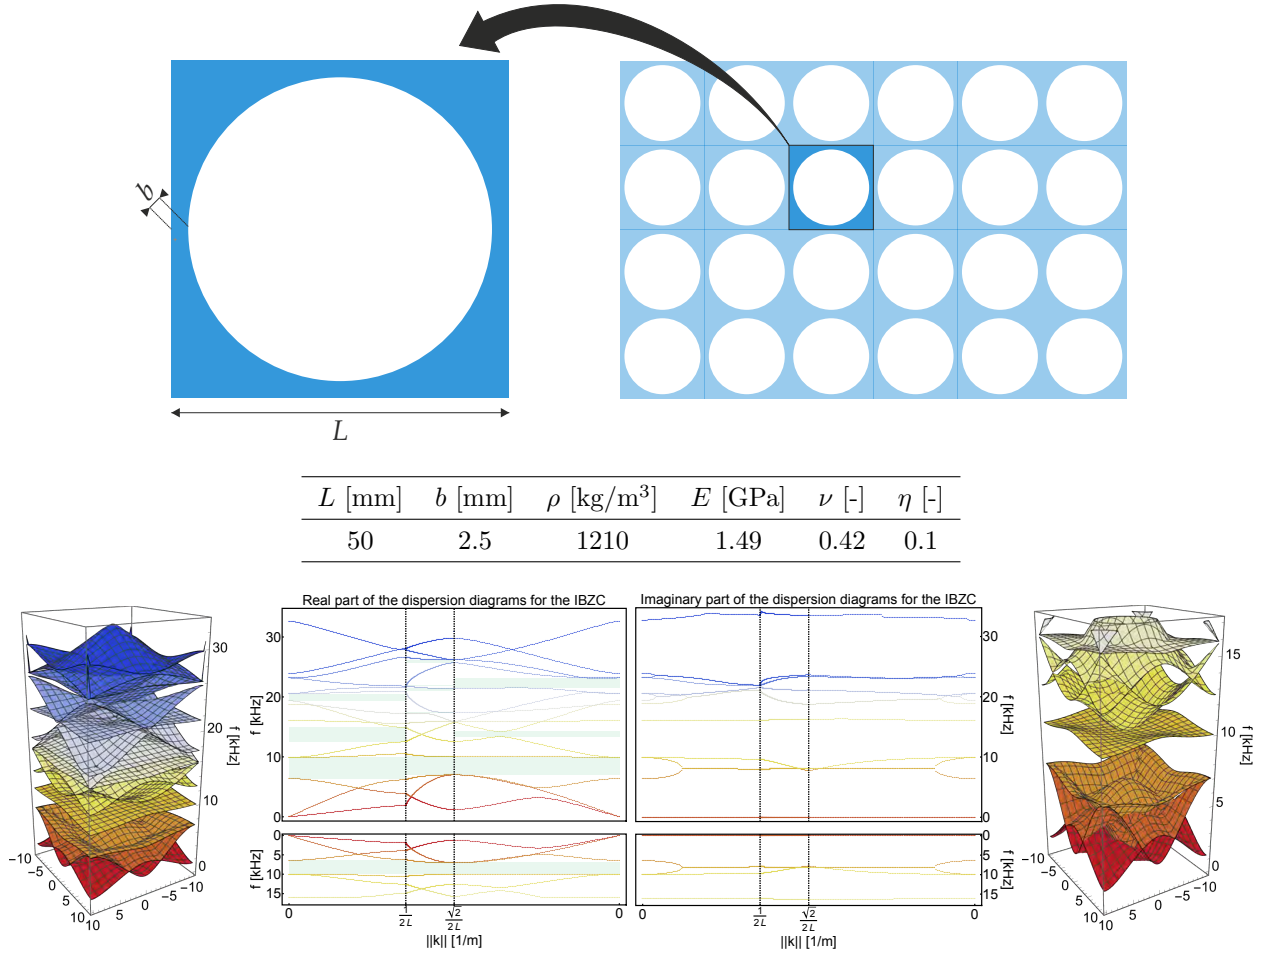 b
L
L [mm] b [mm] ρ [kg/m³] E [GPa] ν [-] η [-]
50 2.5 1210 1.49 0.42 0.1
30
20
10
0
f [kHz]
-10
-5
0
5
10
5
0
-5
-10
Real part of the dispersion diagrams for the IBZC
30
20
10
0
f [kHz]
0
5
10
15
f [kHz]
0
1/2L
√2/2L
0
||k|| [1/m]
Imaginary part of the dispersion diagrams for the IBZC
30
20
10
0
f [kHz]
0
5
10
15
f [kHz]
0
1/2L
√2/2L
0
||k|| [1/m]
15
10
5
0
f [kHz]
-10
-5
0
5
10
5
0
-5
-10